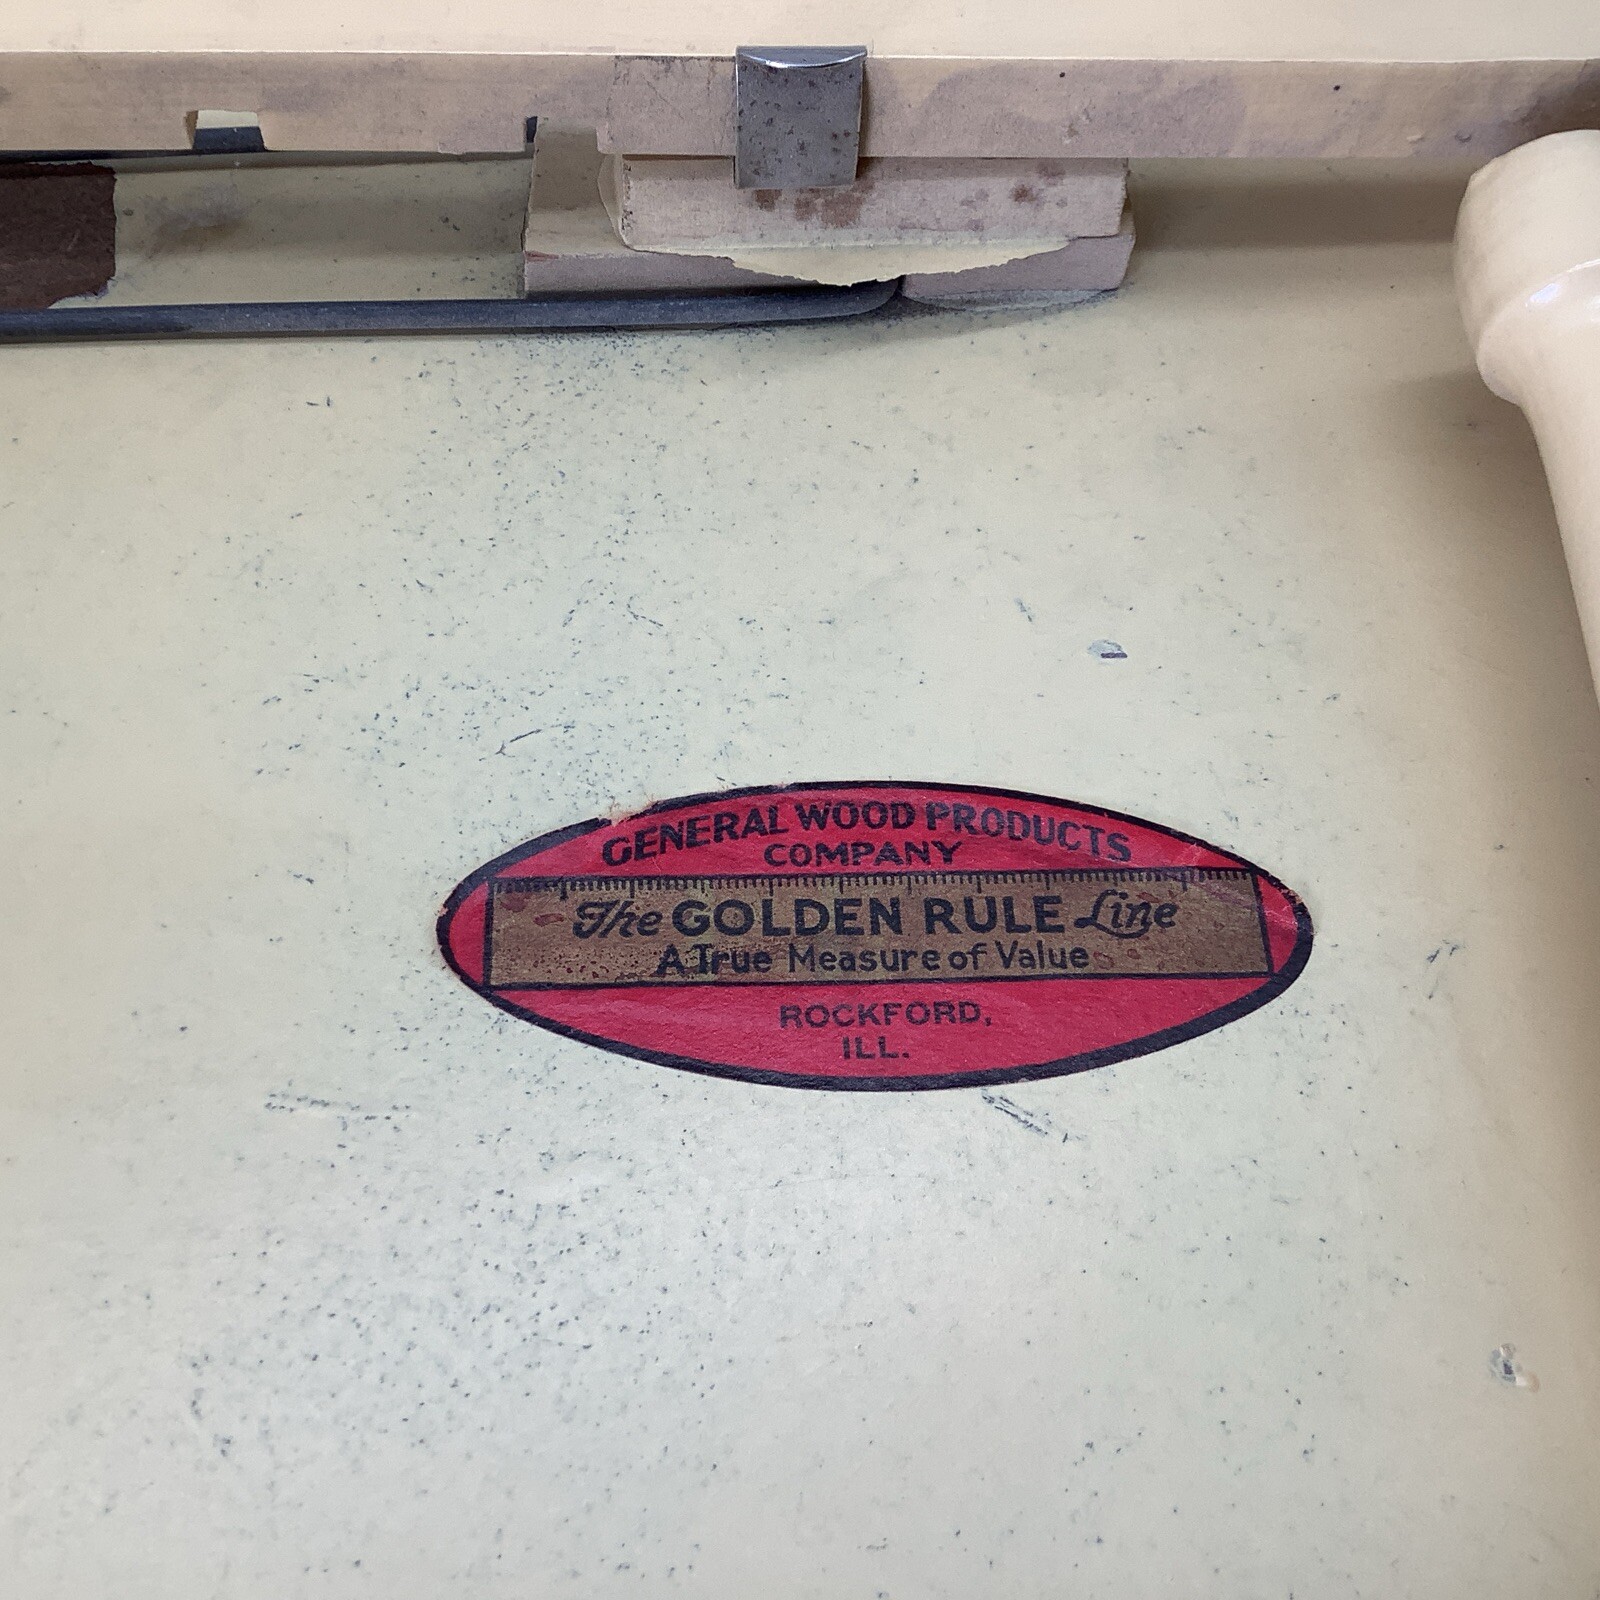 GENERAL WOOD PRODUCTS
COMPANY
The GOLDEN RULE Line
A True Measure of Value
ROCKFORD,
ILL.